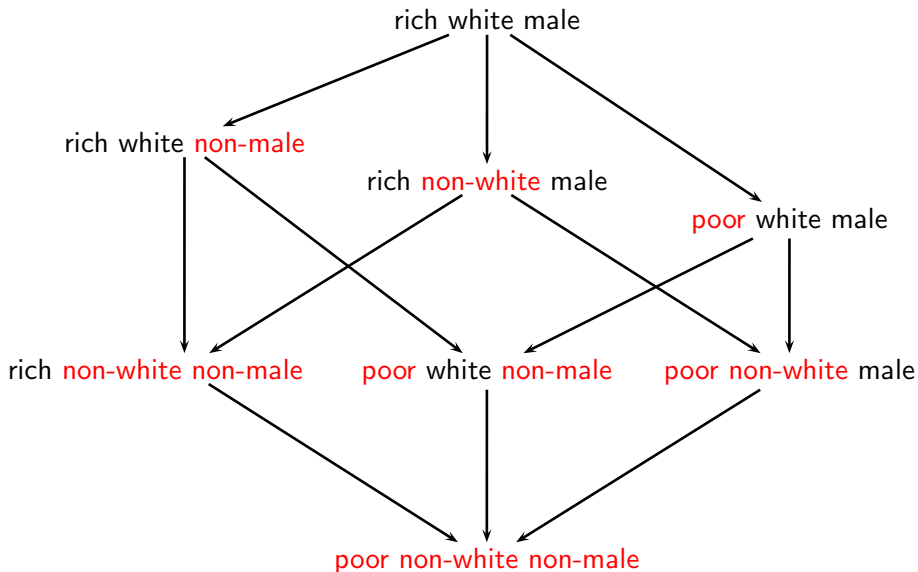 rich white male
rich white non-male
rich non-white male
poor white male
rich non-white non-male
poor white non-male
poor non-white male
poor non-white non-male